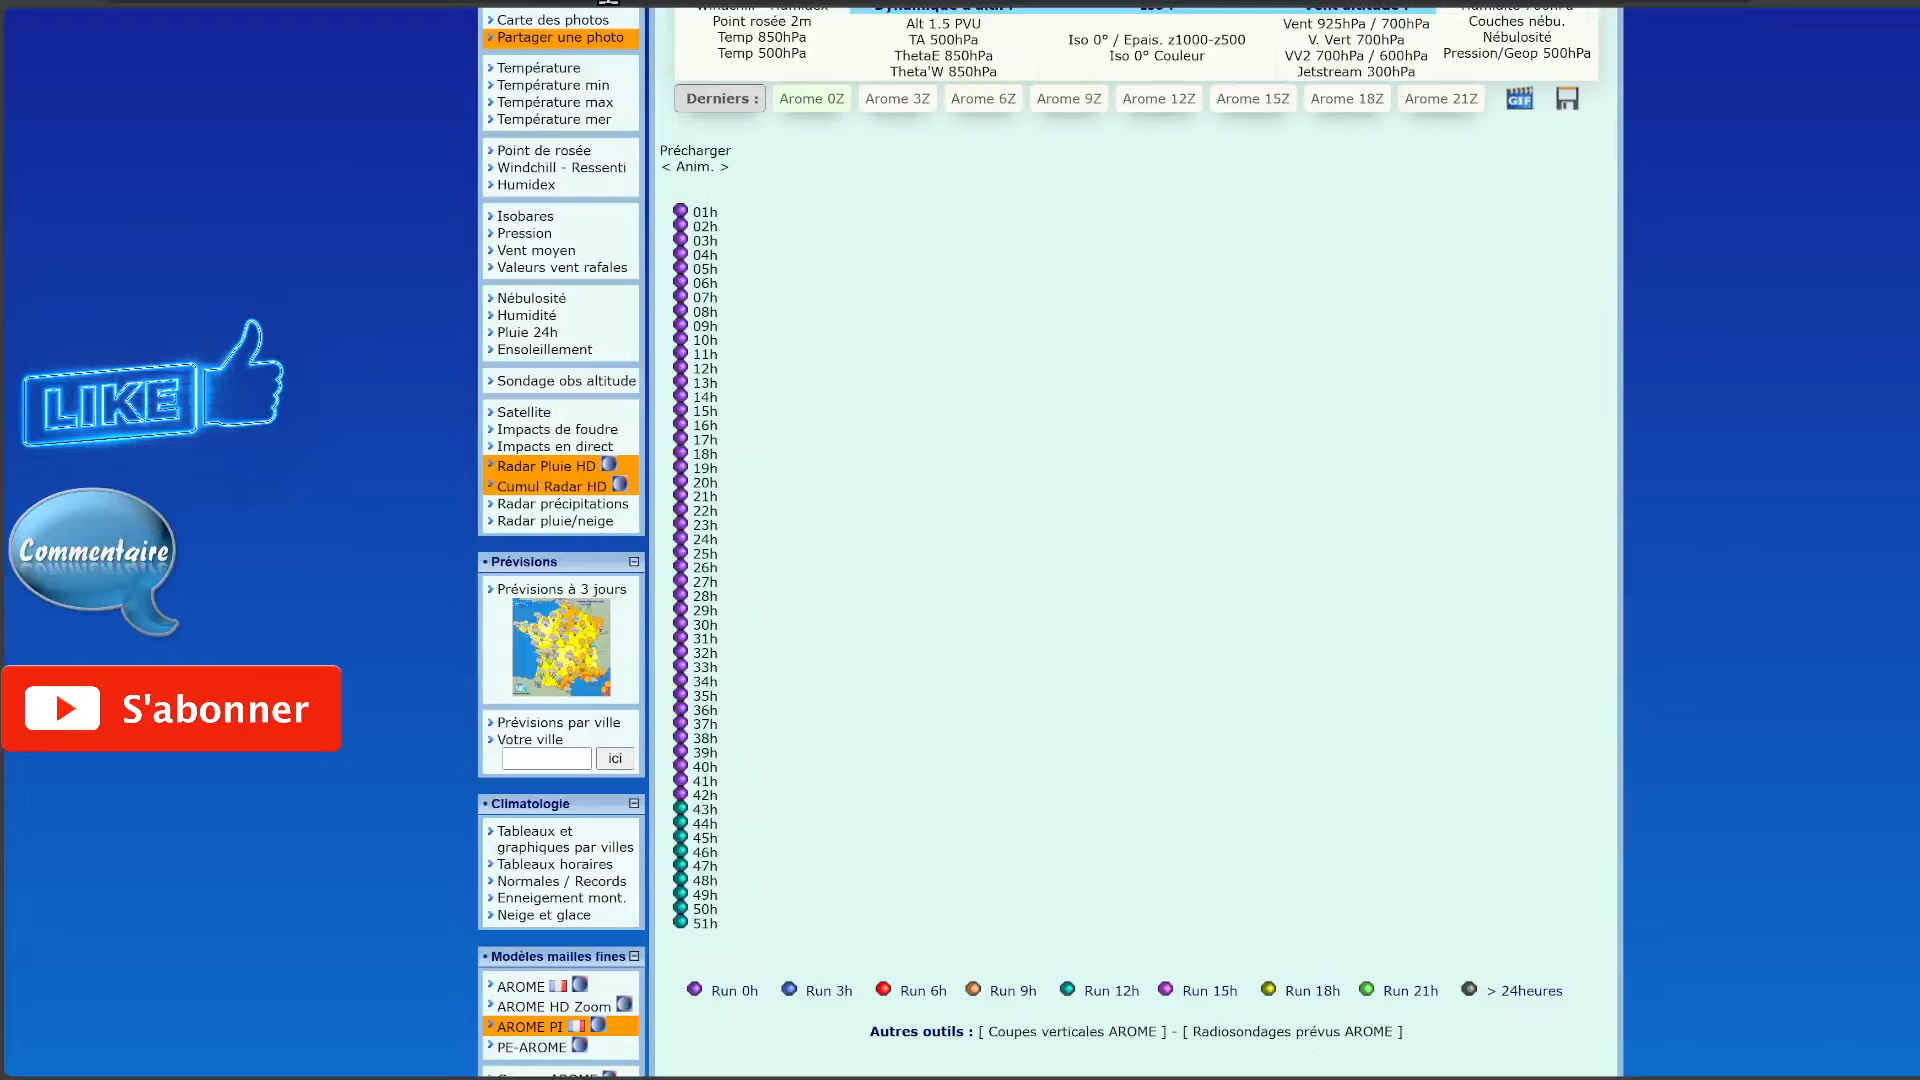 LIKE
Commentaire
S'abonner
Carte des photos
Partager une photo
Température
Température min
Température max
Température mer
Point de rosée
Windchill - Ressenti
Humidex
Isobares
Pression
Vent moyen
Valeurs vent rafales
Nébulosité
Humidité
Pluie 24h
Ensoleillement
Sondage obs altitude
Satellite
Impacts de foudre
Impacts en direct
Radar Pluie HD
Cumul Radar HD
Radar précipitations
Radar pluie/neige
• Prévisions
Prévisions à 3 jours
Prévisions par ville
Votre ville
ici
• Climatologie
Tableaux et
graphiques par villes
Tableaux horaires
Normales / Records
Enneigement mont.
Neige et glace
• Modèles mailles fines
AROME
AROME HD Zoom
AROME PI
PE-AROME
Point rosée 2m
Temp 850hPa
Temp 500hPa
Alt 1.5 PVU
TA 500hPa
ThetaE 850hPa
Theta'W 850hPa
Iso 0° / Epais. z1000-z500
Iso 0° Couleur
Vent 925hPa / 700hPa
V. Vert 700hPa
VV2 700hPa / 600hPa
Jetstream 300hPa
Couches nébu.
Nébulosité
Pression/Geop 500hPa
Derniers : Arome 0Z Arome 3Z Arome 6Z Arome 9Z Arome 12Z Arome 15Z Arome 18Z Arome 21Z GIF
Précharger
< Anim. >
01h
02h
03h
04h
05h
06h
07h
08h
09h
10h
11h
12h
13h
14h
15h
16h
17h
18h
19h
20h
21h
22h
23h
24h
25h
26h
27h
28h
29h
30h
31h
32h
33h
34h
35h
36h
37h
38h
39h
40h
41h
42h
43h
44h
45h
46h
47h
48h
49h
50h
51h
Run 0h Run 3h Run 6h Run 9h Run 12h Run 15h Run 18h Run 21h > 24heures
Autres outils : [ Coupes verticales AROME ] - [ Radiosondages prévus AROME ]